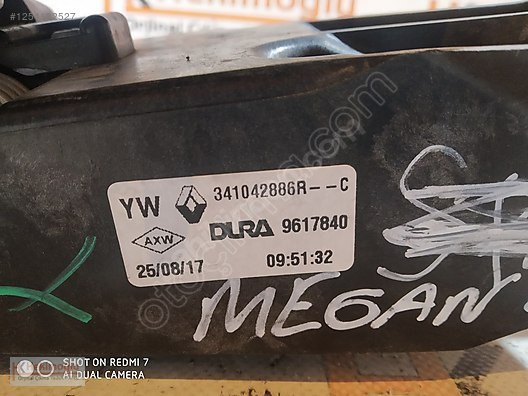 YW 341042886R--C
AXW DURA 9617840
25/08/17 09:51:32
MEGAN
SHOT ON REDMI 7
AI DUAL CAMERA